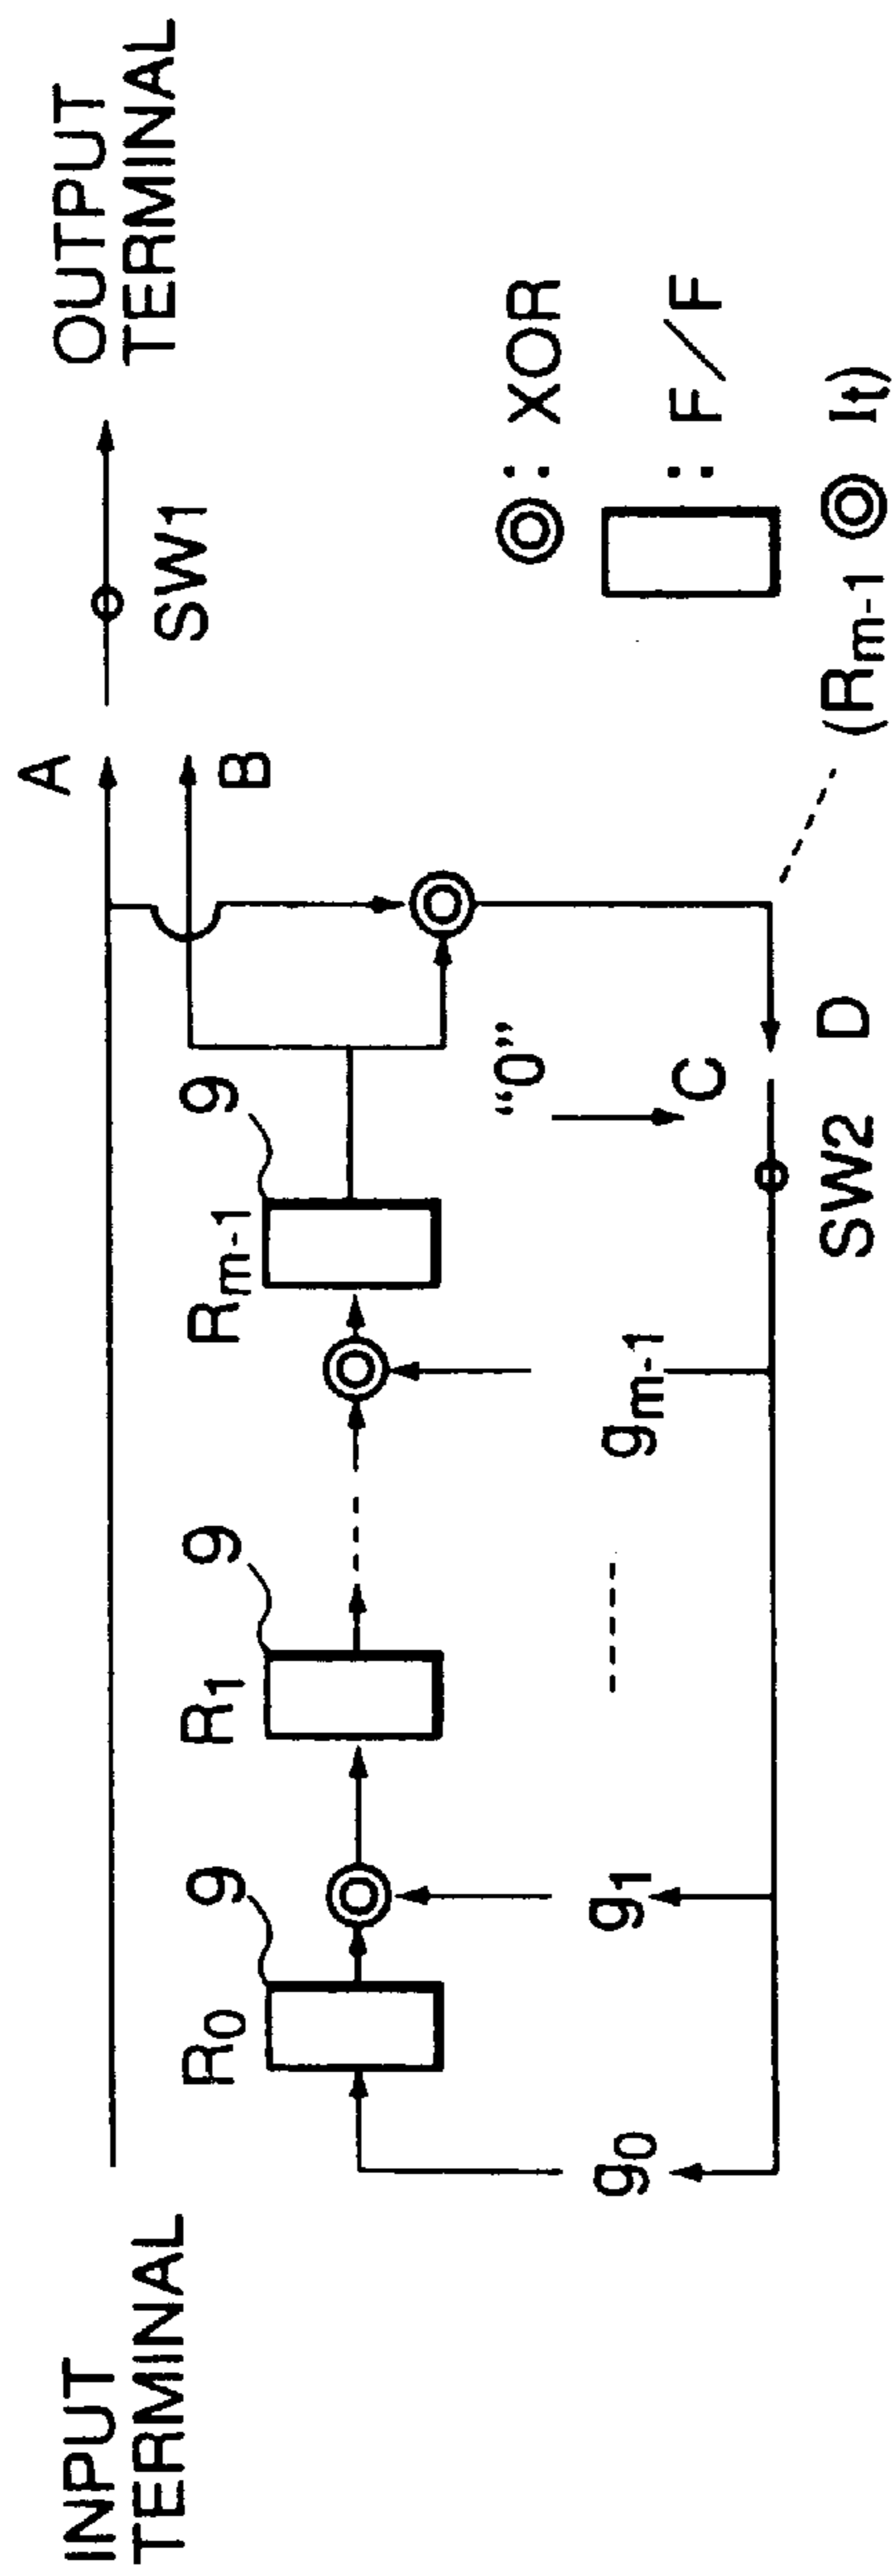 INPUT
TERMINAL
A
OUTPUT
TERMINAL
SW1
B
R0
9
R1
9
Rm-1
9
"0"
C
g0
g1
gm-1
SW2
D
◎: XOR
: F/F
(Rm-1 ◎ It)